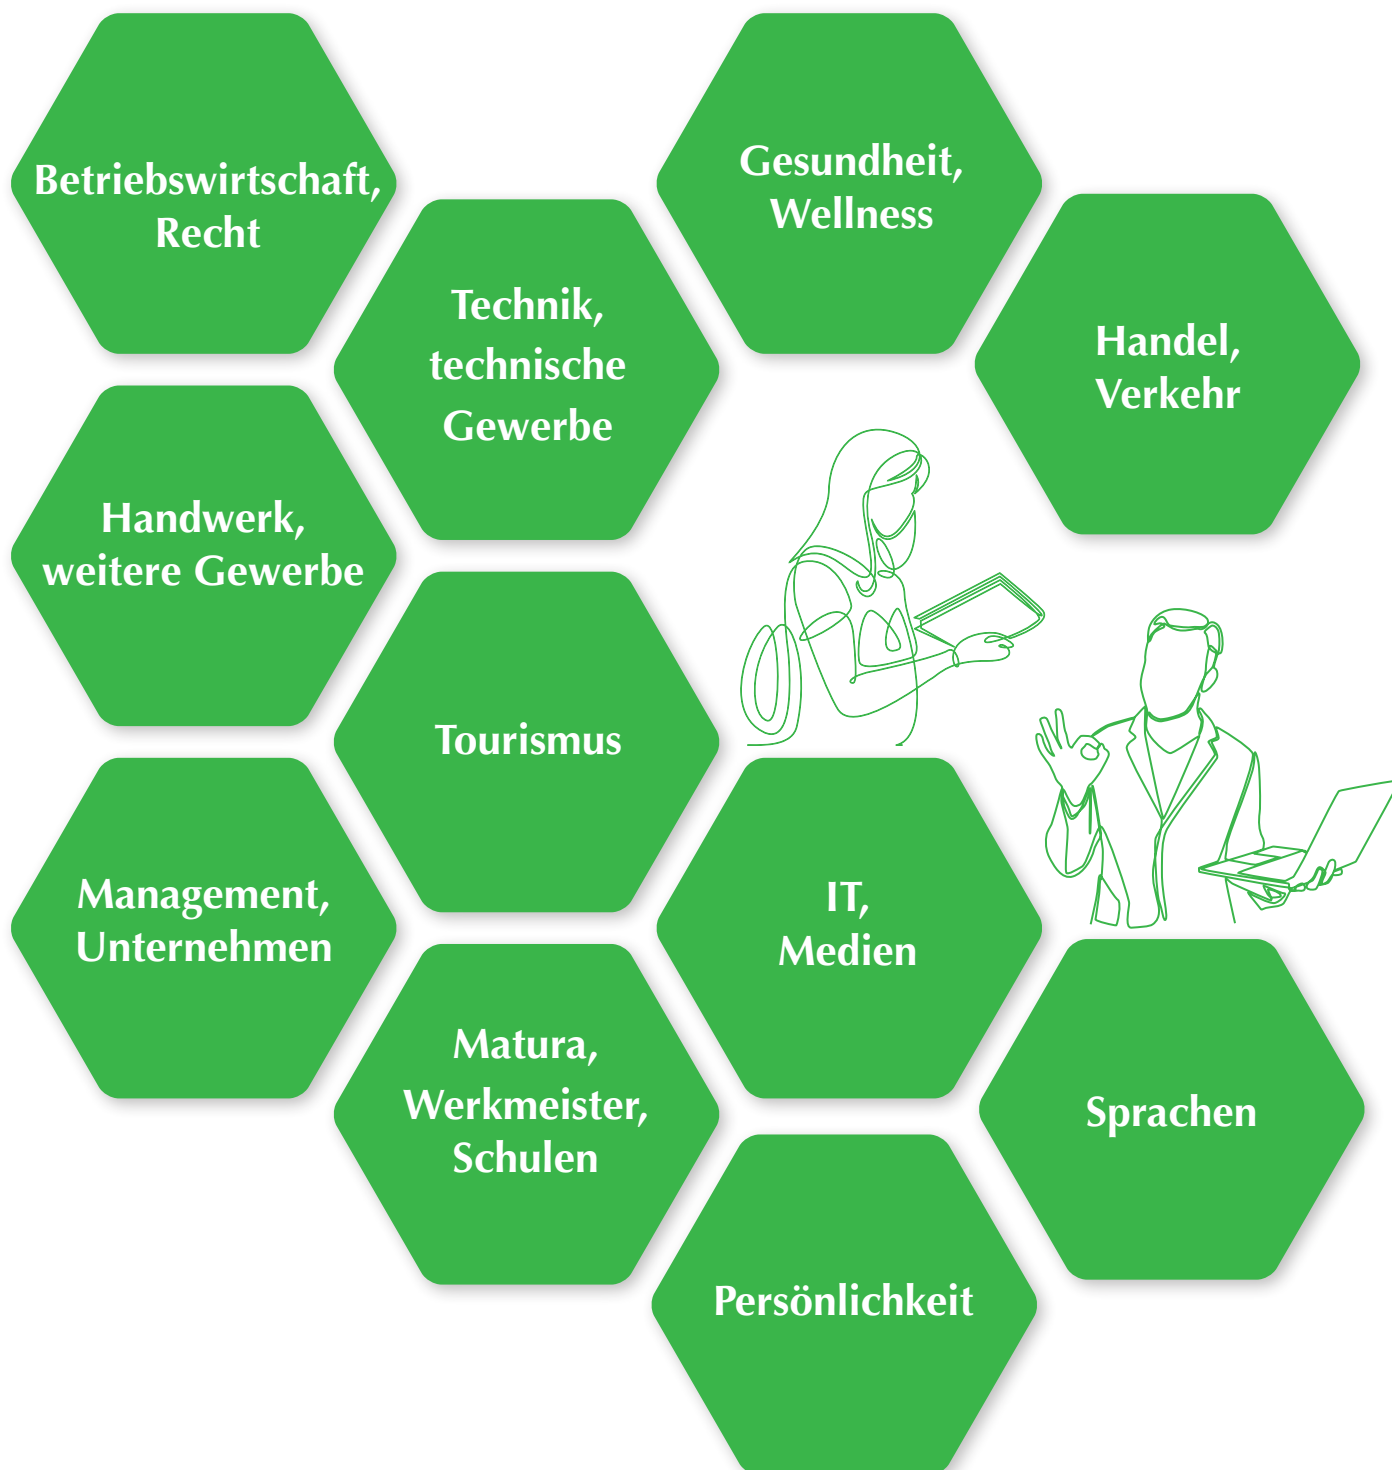 Betriebswirtschaft,
Recht
Gesundheit,
Wellness
Technik,
technische
Gewerbe
Handel,
Verkehr
Handwerk,
weitere Gewerbe
Tourismus
Management,
Unternehmen
IT,
Medien
Matura,
Werkmeister,
Schulen
Sprachen
Persönlichkeit